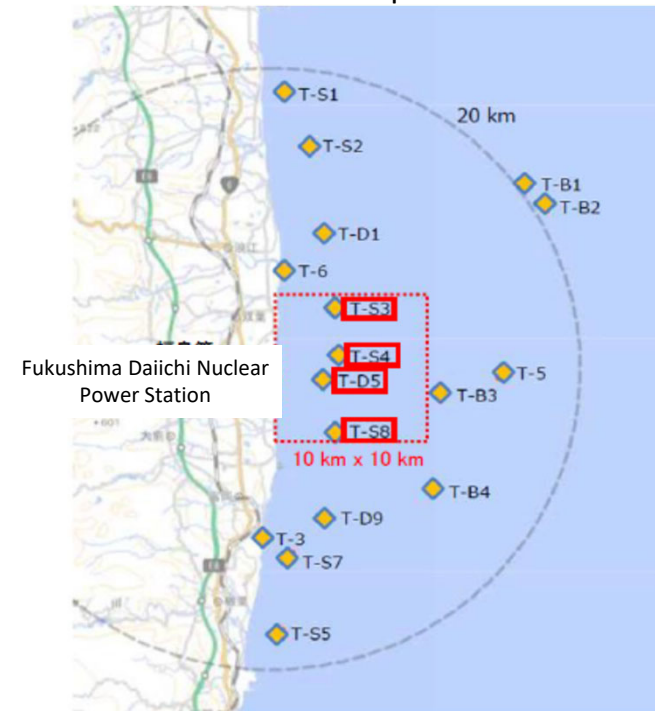 T-S1
20 km
T-S2
T-B1
T-B2
T-D1
T-6
T-S3
T-S4
T-5
T-D5
T-B3
Fukushima Daiichi Nuclear
Power Station
T-S8
10 km x 10 km
T-B4
T-D9
T-3
T-S7
T-S5